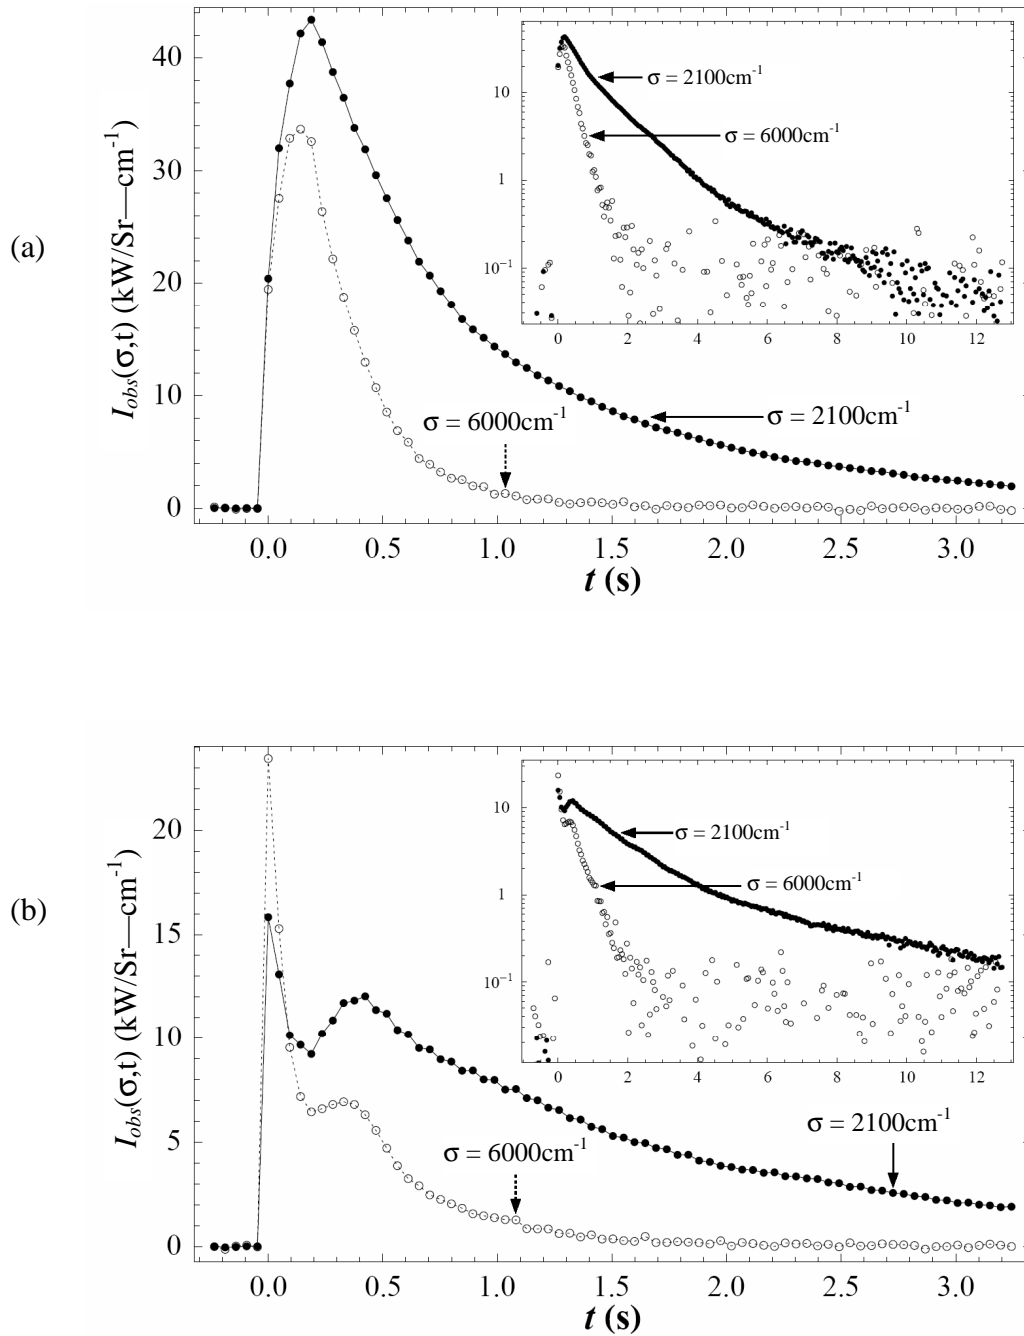 (a)
I_obs(σ,t) (kW/Sr—cm⁻¹)
40
30
20
10
0
0.0 0.5 1.0 1.5 2.0 2.5 3.0
t (s)
σ = 6000cm⁻¹
σ = 2100cm⁻¹
10
1
10⁻¹
0 2 4 6 8 10 12
σ = 2100cm⁻¹
σ = 6000cm⁻¹
(b)
I_obs(σ,t) (kW/Sr—cm⁻¹)
20
15
10
5
0
0.0 0.5 1.0 1.5 2.0 2.5 3.0
t (s)
σ = 6000cm⁻¹
σ = 2100cm⁻¹
10
1
10⁻¹
0 2 4 6 8 10 12
σ = 2100cm⁻¹
σ = 6000cm⁻¹